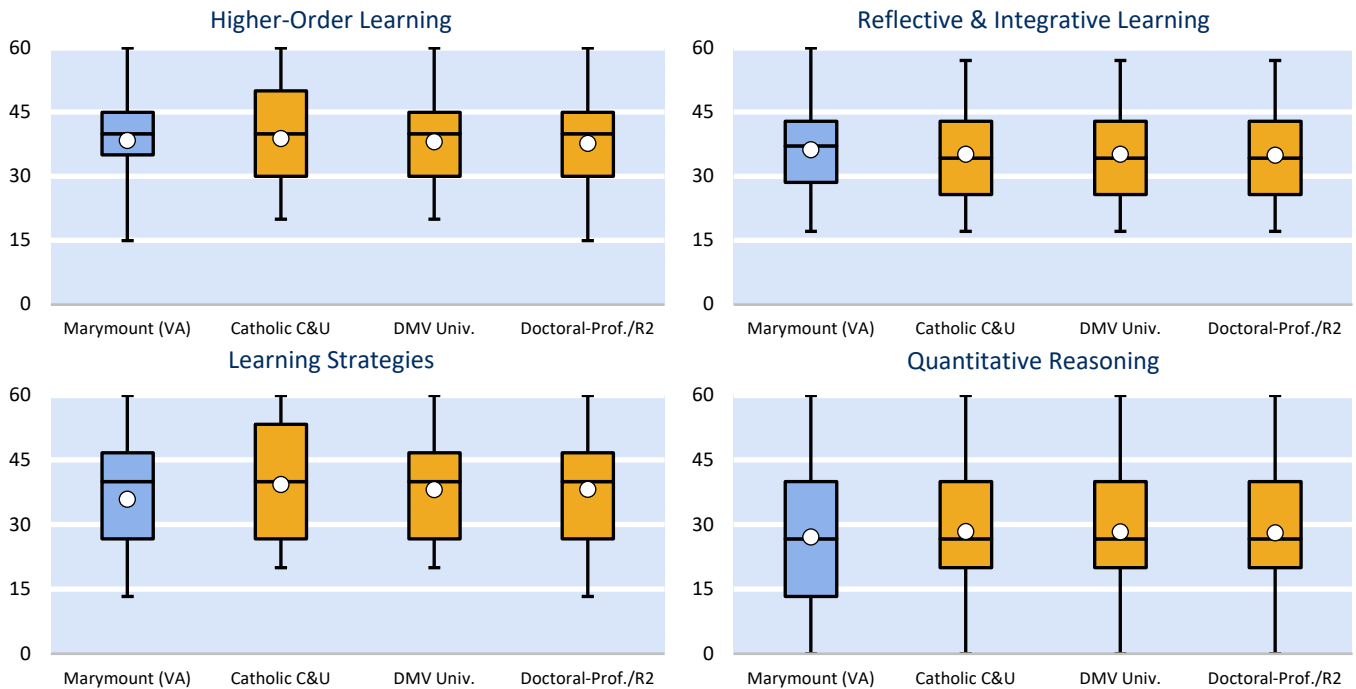 Higher-Order Learning
60
45
30
15
0
Marymount (VA) Catholic C&U DMV Univ. Doctoral-Prof./R2
Reflective & Integrative Learning
60
45
30
15
0
Marymount (VA) Catholic C&U DMV Univ. Doctoral-Prof./R2
Learning Strategies
60
45
30
15
0
Marymount (VA) Catholic C&U DMV Univ. Doctoral-Prof./R2
Quantitative Reasoning
60
45
30
15
0
Marymount (VA) Catholic C&U DMV Univ. Doctoral-Prof./R2